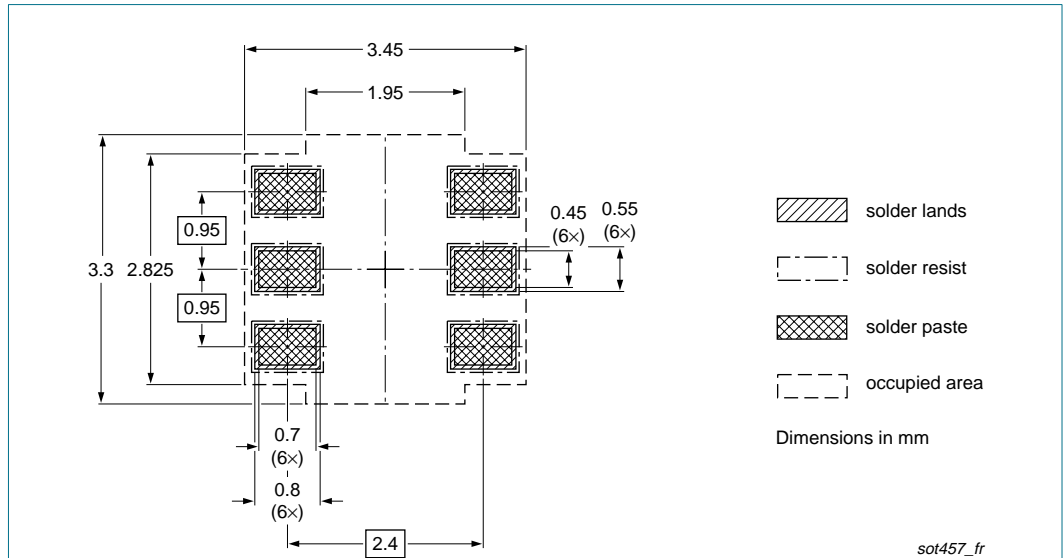 3.45
1.95
0.95
3.3 2.825
0.95
0.45
(6×)
0.55
(6×)
0.7
(6×)
0.8
(6×)
2.4
solder lands
solder resist
solder paste
occupied area
Dimensions in mm
sot457_fr